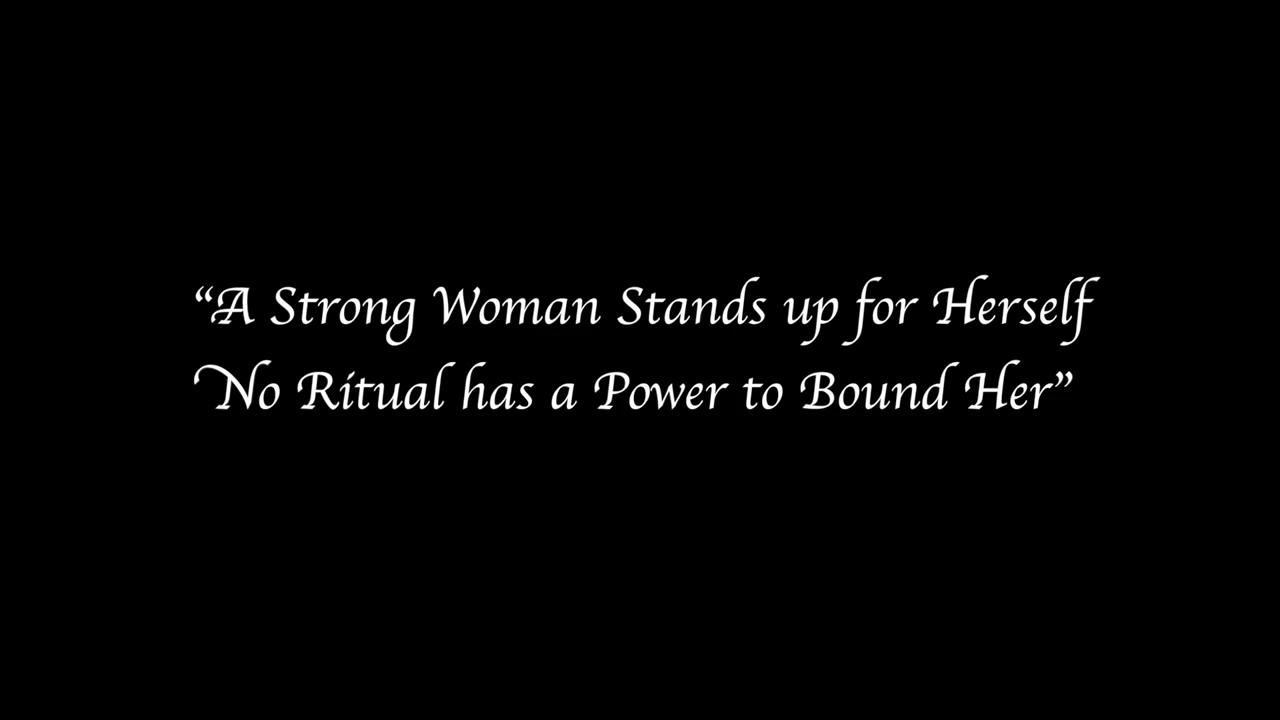 “A Strong Woman Stands up for Herself
No Ritual has a Power to Bound Her”